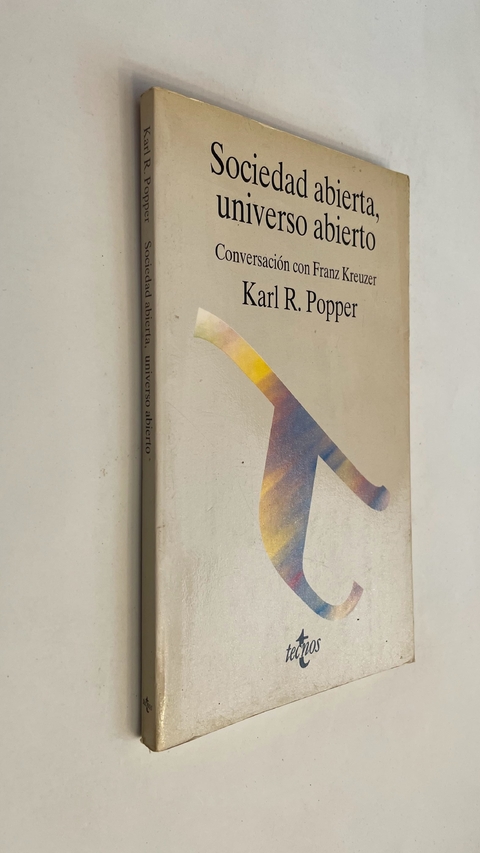 Sociedad abierta,
universo abierto
Conversación con Franz Kreuzer
Karl R. Popper
tecnos
Karl R. Popper Sociedad abierta, universo abierto